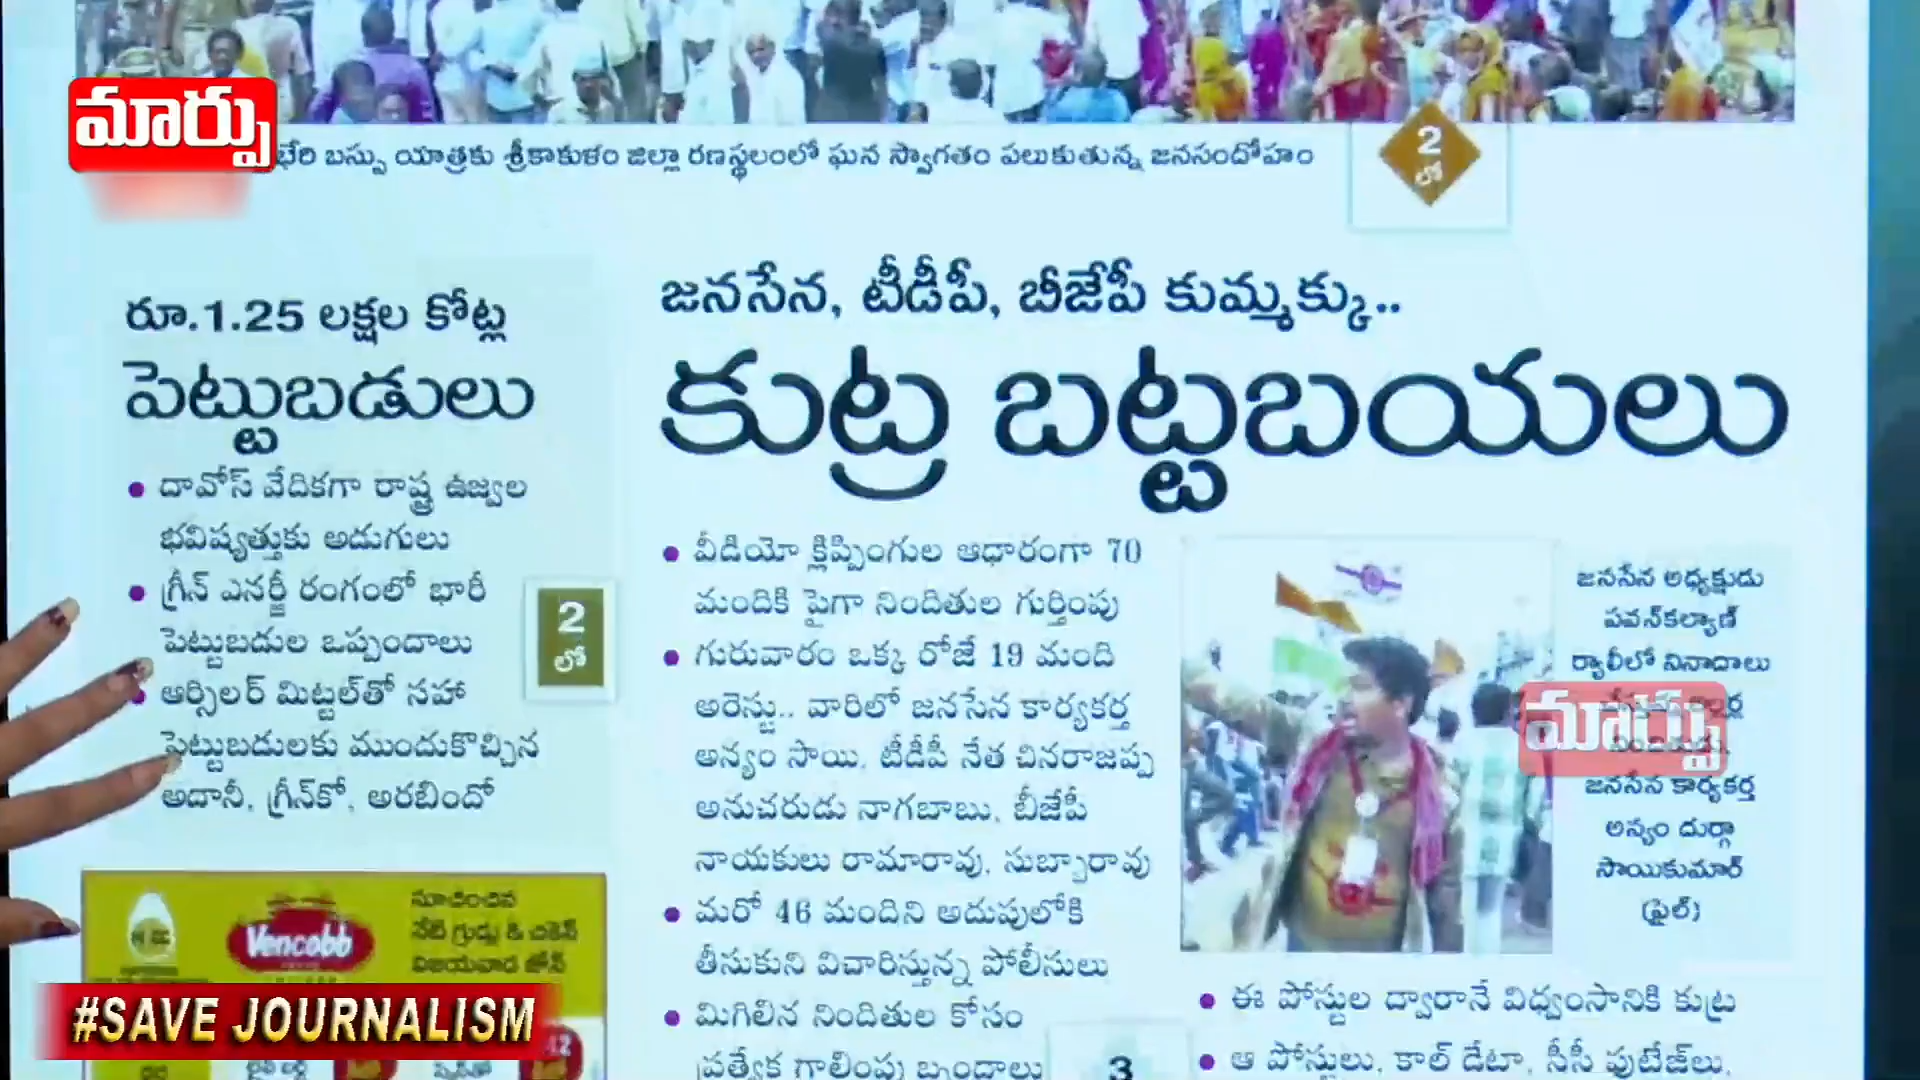 మార్పు
భేరి బస్సు యాత్రకు శ్రీకాకుళం జిల్లా రణస్థలంలో ఘన స్వాగతం పలుకుతున్న జనసందోహం
2
లో
రూ.1.25 లక్షల కోట్ల
పెట్టుబడులు
• దావోస్ వేదికగా రాష్ట్ర ఉజ్వల
భవిష్యత్తుకు అడుగులు
• గ్రీన్ ఎనర్జీ రంగంలో భారీ
పెట్టుబడుల ఒప్పందాలు
• ఆర్సిలర్ మిట్టల్‌తో సహా
పెట్టుబడులకు ముందుకొచ్చిన
అదానీ, గ్రీన్‌కో, అరబిందో
2
లో
జనసేన, టీడీపీ, బీజేపీ కుమ్మక్కు..
కుట్ర బట్టబయలు
• వీడియో క్లిప్పింగుల ఆధారంగా 70
మందికి పైగా నిందితుల గుర్తింపు
• గురువారం ఒక్క రోజే 19 మంది
అరెస్టు.. వారిలో జనసేన కార్యకర్త
అన్యం సాయి, టీడీపీ నేత చినరాజప్ప
అనుచరుడు నాగబాబు, బీజేపీ
నాయకులు రామారావు, సుబ్బారావు
• మరో 46 మందిని అదుపులోకి
తీసుకుని విచారిస్తున్న పోలీసులు
• మిగిలిన నిందితుల కోసం
ప్రత్యేక గాలింపు బృందాలు
3
జనసేన అధ్యక్షుడు
పవన్‌కల్యాణ్
ర్యాలీలో నినాదాలు
మార్పు
జనసేన కార్యకర్త
అన్యం దుర్గా
సాయికుమార్
(ఫైల్)
• ఈ పోస్టుల ద్వారానే విధ్వంసానికి కుట్ర
• ఆ పోస్టులు, కాల్ డేటా, సీసీ ఫుటేజ్‌లు,
Vencobb
సూచించిన
నేటి గ్రుడ్లు & చికెన్
విజయవాడ జోన్
#SAVE JOURNALISM